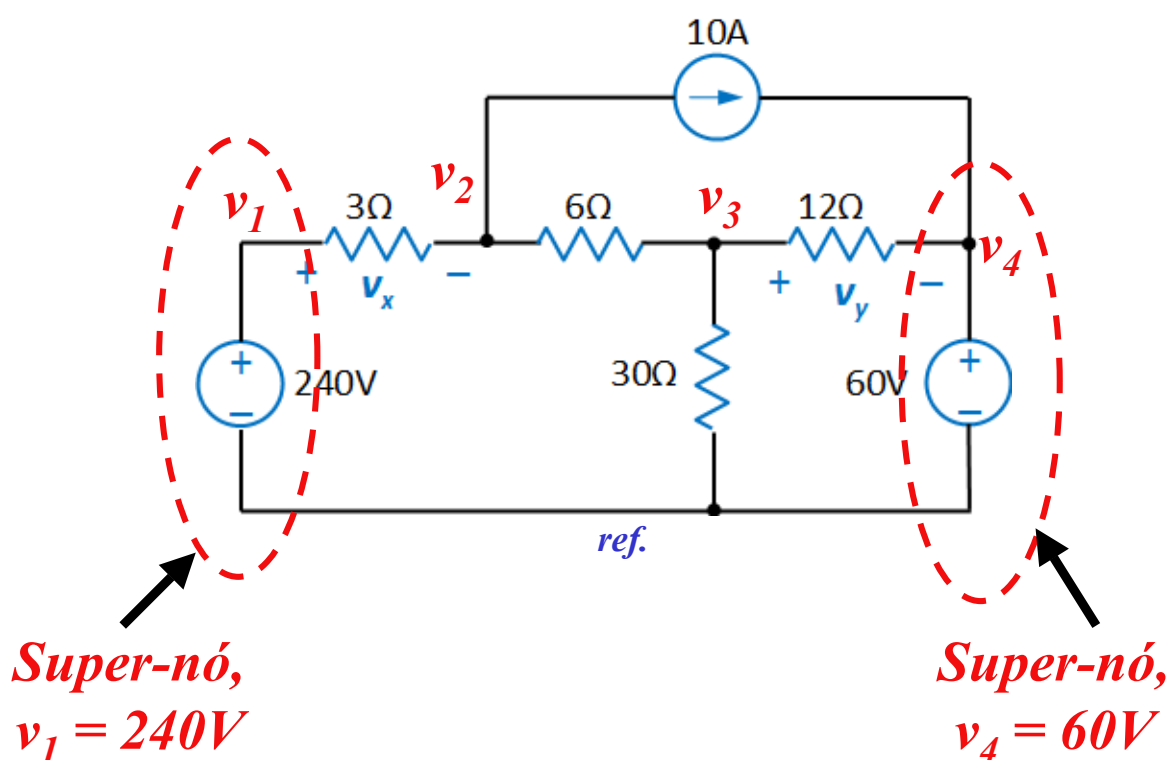 10A
v2
v1
3Ω
6Ω
v3
12Ω
v4
+
vx
−
+
vy
−
+
−
240V
30Ω
60V
+
−
ref.
Super-nó,
v1 = 240V
Super-nó,
v4 = 60V